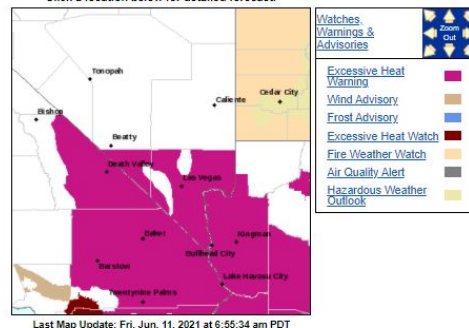 Click a location below for detailed forecast.
Tonopah
Bishop
Caliente
Cedar City
Beatty
Death Valley
Las Vegas
Baker
Kingman
Bullhead City
Barstow
Lake Havasu City
Twentynine Palms
Last Map Update: Fri, Jun. 11, 2021 at 6:55:34 am PDT
Watches,
Warnings &
Advisories
Zoom
Out
Excessive Heat
Warning
Wind Advisory
Frost Advisory
Excessive Heat Watch
Fire Weather Watch
Air Quality Alert
Hazardous Weather
Outlook